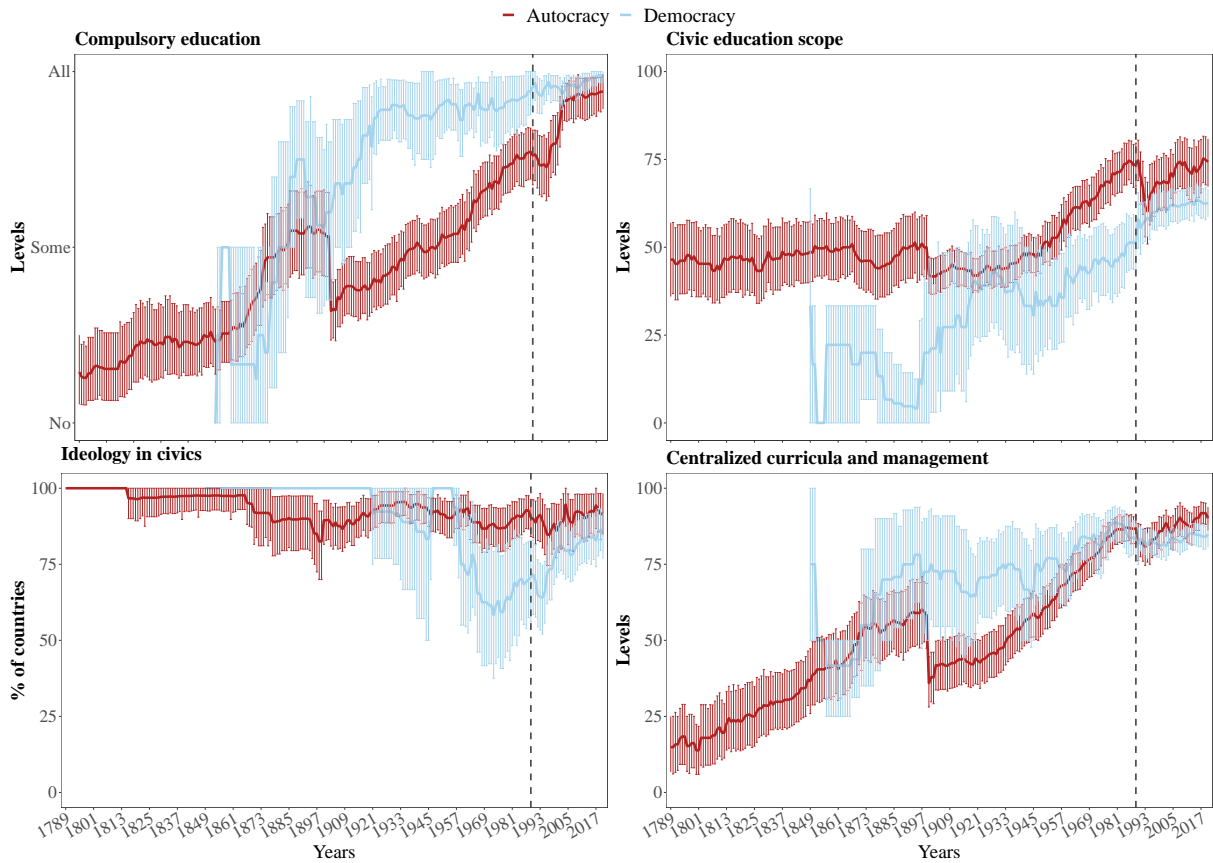 Autocracy Democracy
Compulsory education
All
Some
No
Levels
Civic education scope
100
75
50
25
0
Levels
Ideology in civics
100
75
50
25
0
% of countries
1789 1801 1813 1825 1837 1849 1861 1873 1885 1897 1909 1921 1933 1945 1957 1969 1981 1993 2005 2017
Years
Centralized curricula and management
100
75
50
25
0
Levels
1789 1801 1813 1825 1837 1849 1861 1873 1885 1897 1909 1921 1933 1945 1957 1969 1981 1993 2005 2017
Years